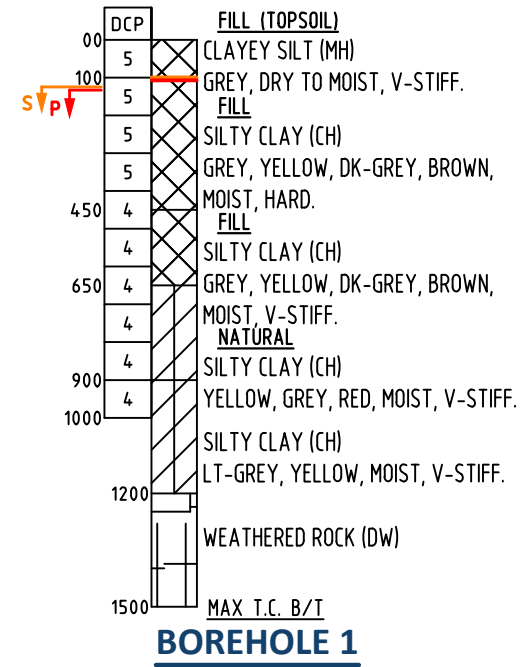 DCP
FILL (TOPSOIL)
00
5
CLAYEY SILT (MH)
100
GREY, DRY TO MOIST, V-STIFF.
S P
5
FILL
5
SILTY CLAY (CH)
5
GREY, YELLOW, DK-GREY, BROWN,
MOIST, HARD.
450
4
FILL
4
SILTY CLAY (CH)
650
4
GREY, YELLOW, DK-GREY, BROWN,
MOIST, V-STIFF.
4
NATURAL
4
SILTY CLAY (CH)
900
4
YELLOW, GREY, RED, MOIST, V-STIFF.
1000
SILTY CLAY (CH)
LT-GREY, YELLOW, MOIST, V-STIFF.
1200
WEATHERED ROCK (DW)
1500
MAX T.C. B/T
BOREHOLE 1